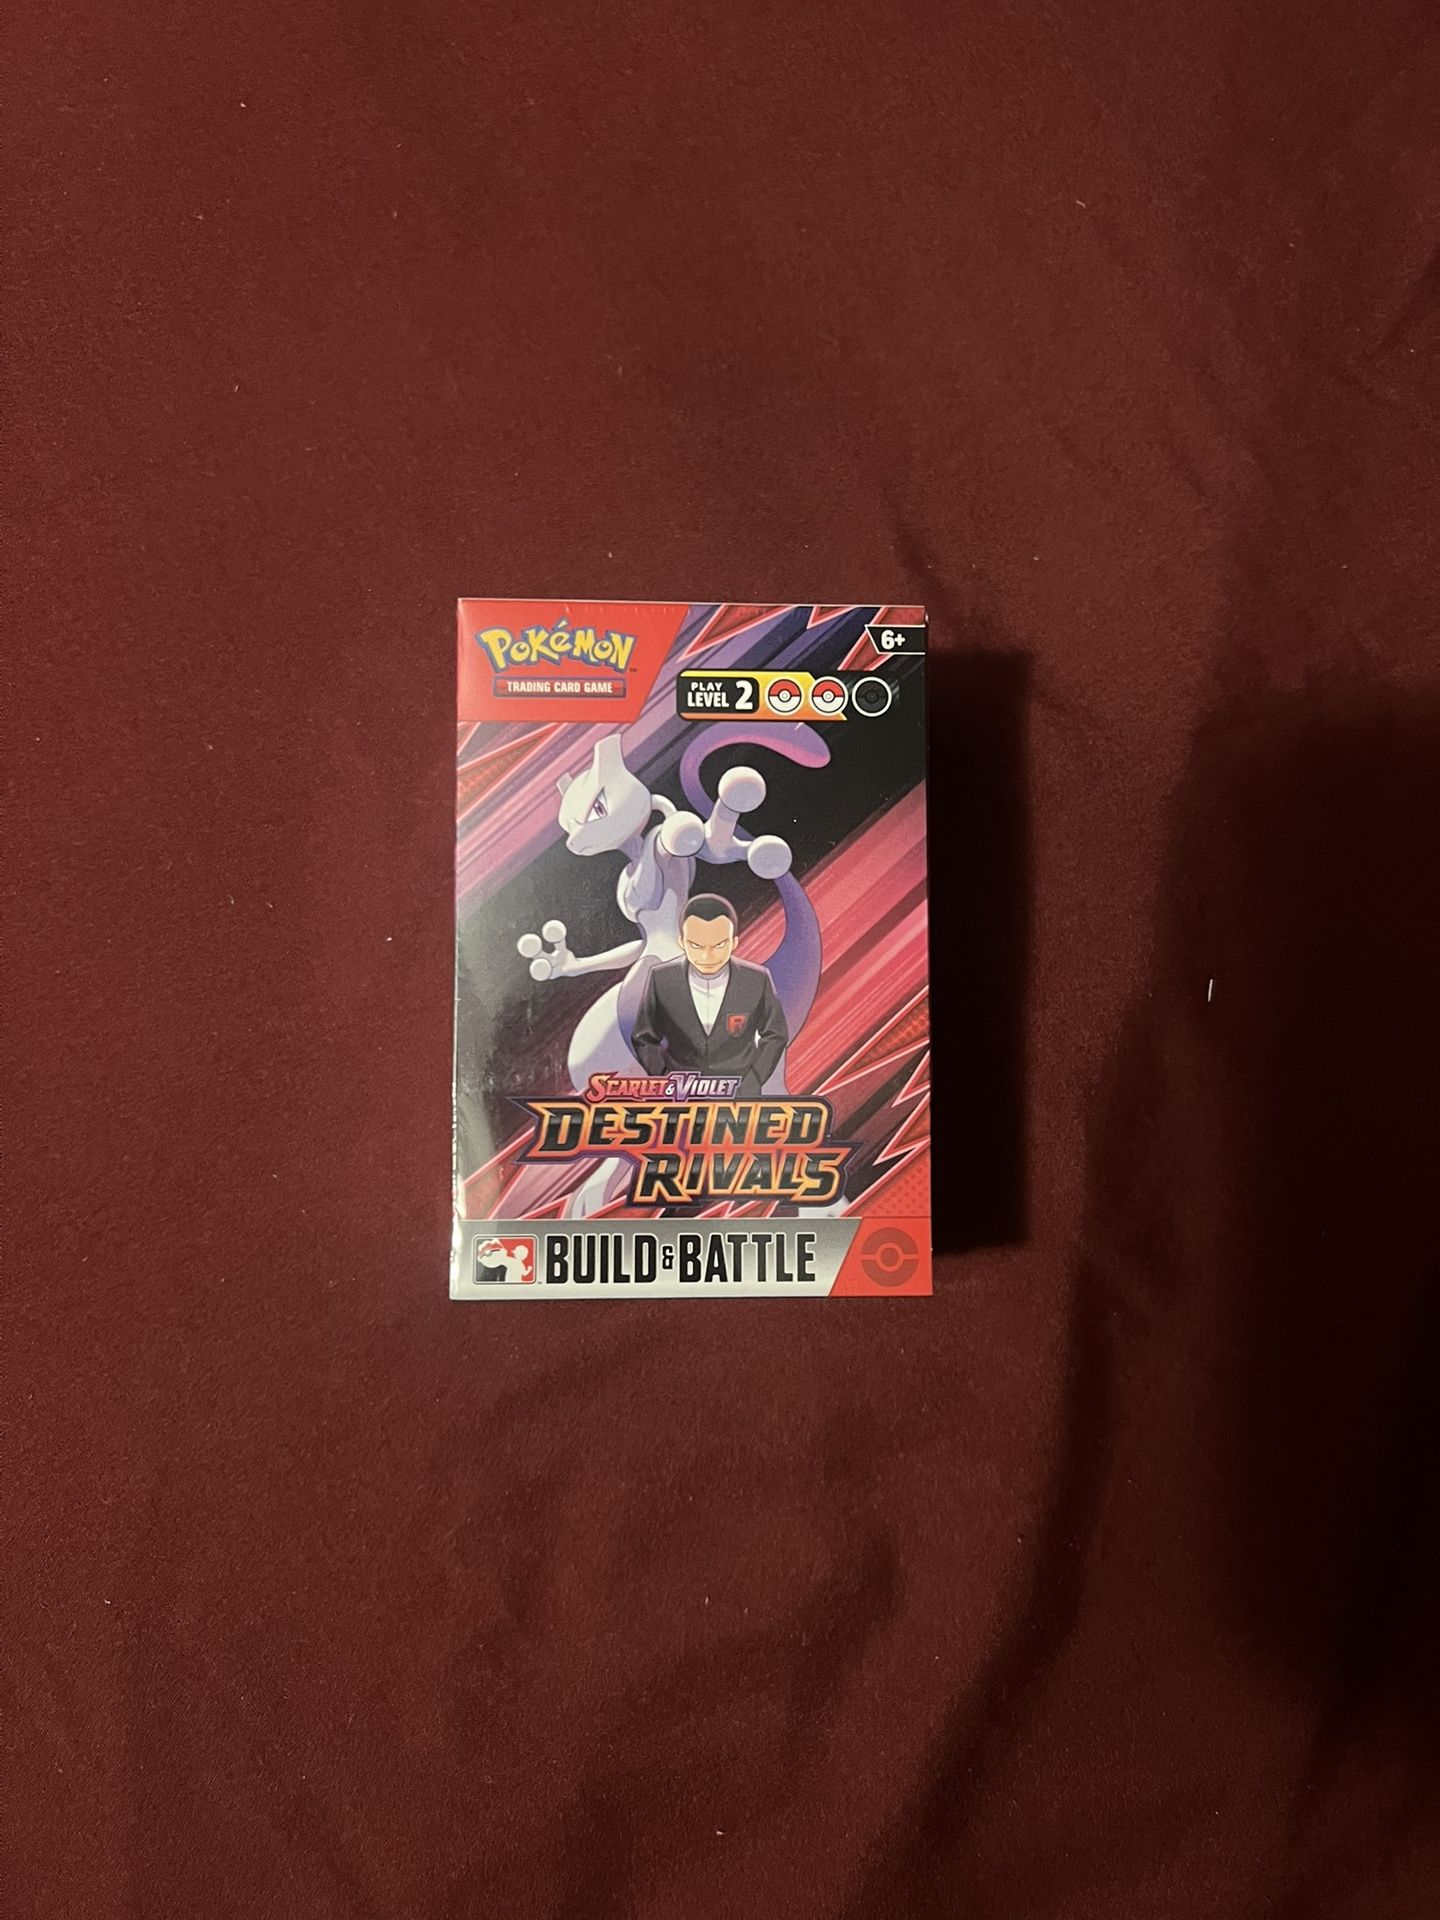 Pokémon
TRADING CARD GAME
6+
PLAY
LEVEL 2
R
SCARLET & VIOLET
DESTINED
RIVALS
BUILD & BATTLE